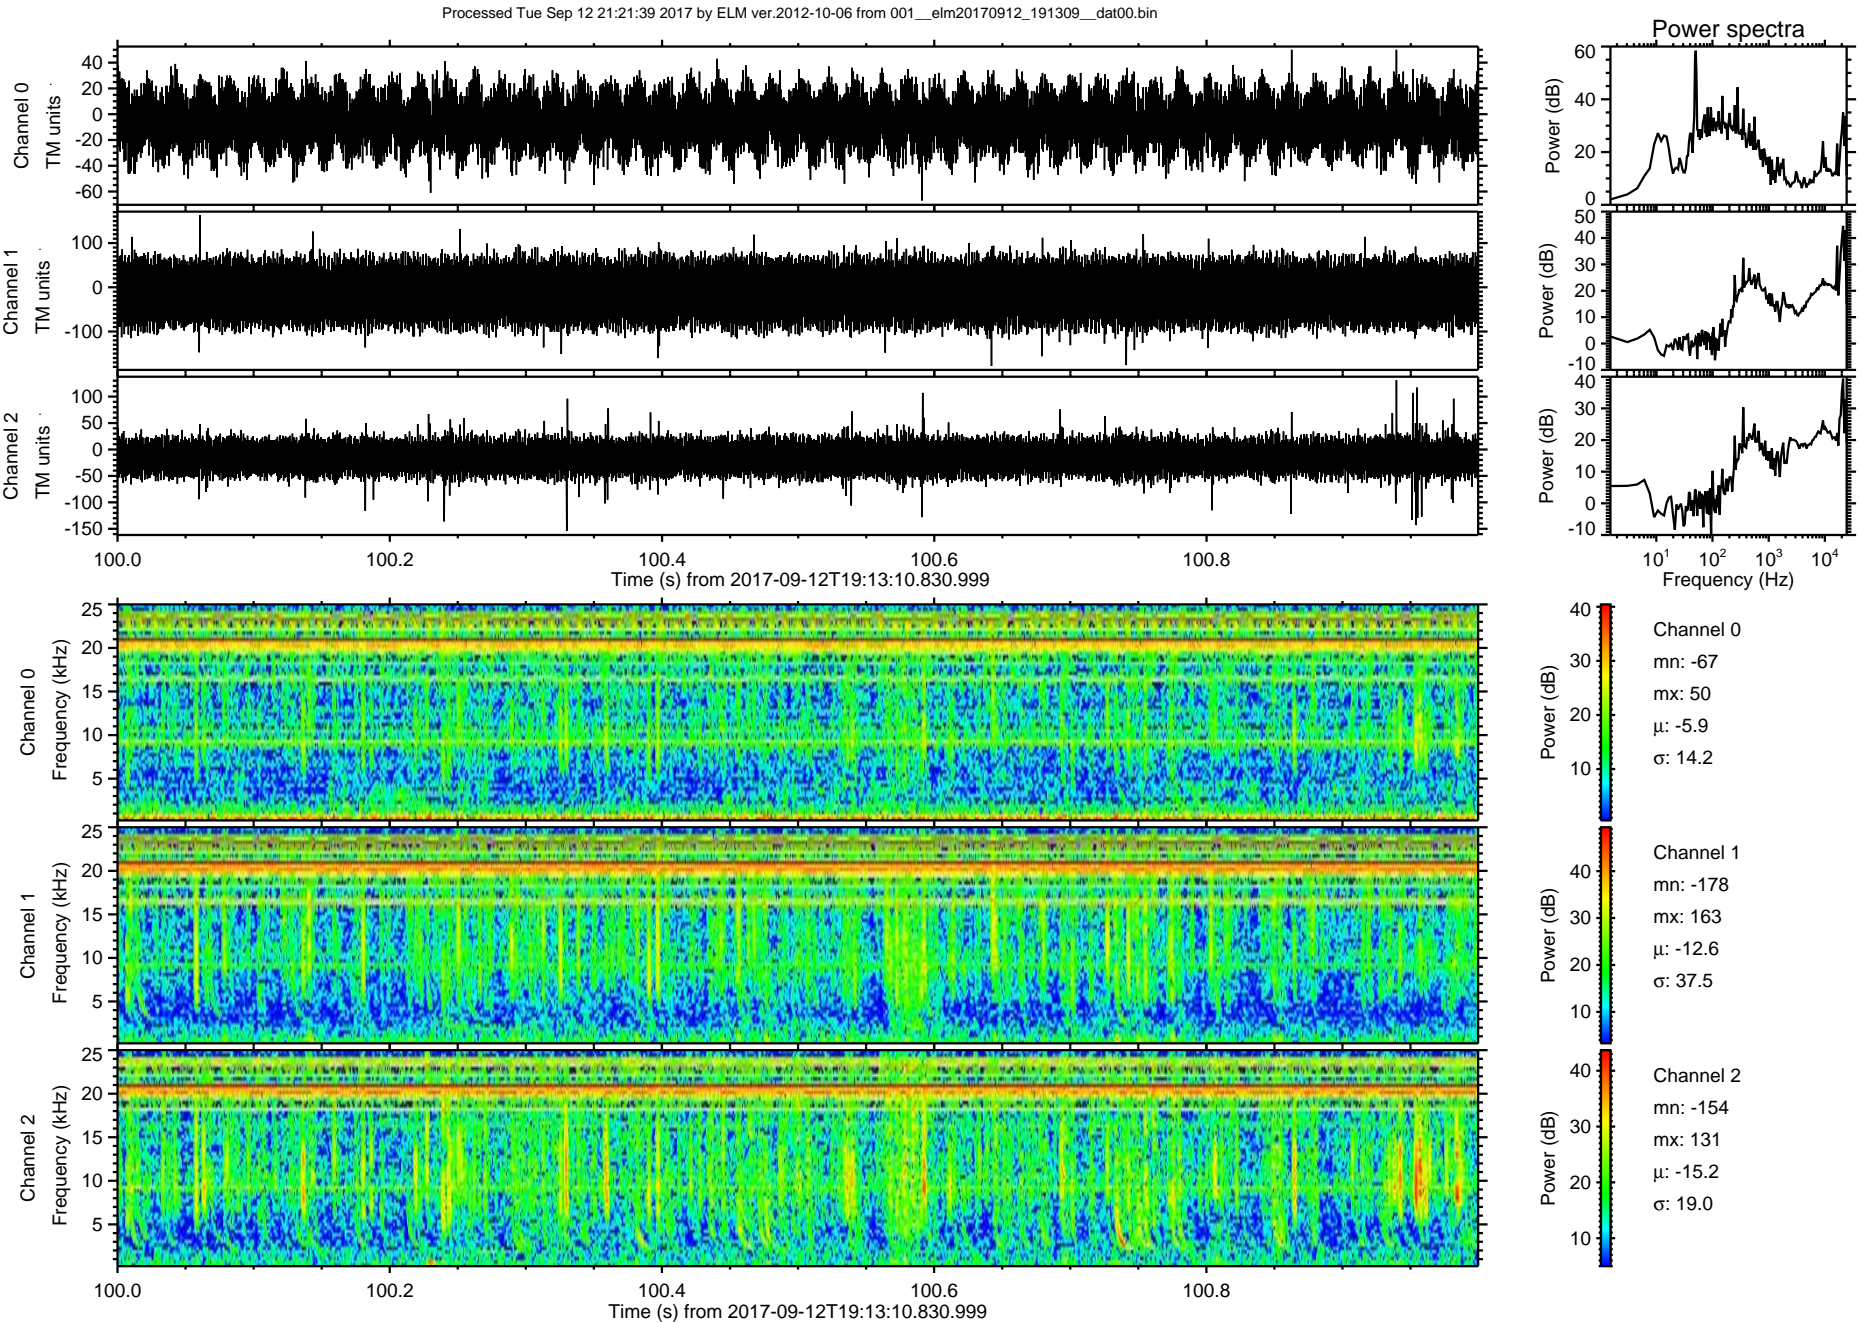 Processed Tue Sep 12 21:21:39 2017 by ELM ver.2012-10-06 from 001__elm20170912_191309__dat00.bin
Power spectra
Channel 0
TM units
40
20
0
-20
-40
-60
Power (dB)
60
40
20
0
Channel 1
TM units
100
0
-100
Power (dB)
50
40
30
20
10
0
-10
Channel 2
TM units
100
50
0
-50
-100
-150
Power (dB)
40
30
20
10
0
-10
100.0 100.2 100.4 100.6 100.8
Time (s) from 2017-09-12T19:13:10.830.999
10^1 10^2 10^3 10^4
Frequency (Hz)
Channel 0
Frequency (kHz)
25
20
15
10
5
Power (dB)
40
30
20
10
Channel 0
mn: -67
mx: 50
μ: -5.9
σ: 14.2
Channel 1
Frequency (kHz)
25
20
15
10
5
Power (dB)
40
30
20
10
Channel 1
mn: -178
mx: 163
μ: -12.6
σ: 37.5
Channel 2
Frequency (kHz)
25
20
15
10
5
Power (dB)
40
30
20
10
Channel 2
mn: -154
mx: 131
μ: -15.2
σ: 19.0
100.0 100.2 100.4 100.6 100.8
Time (s) from 2017-09-12T19:13:10.830.999